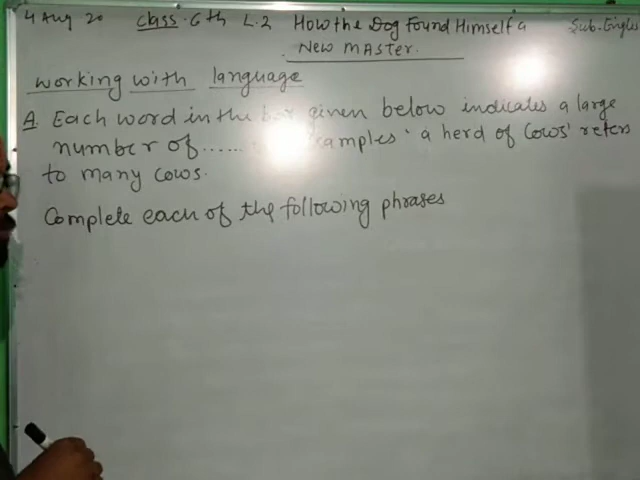 4 Aug 20 Class. 6th L.2 How the Dog Found Himself a Sub-
New Master.
Working with language
A Each word in the given below indicates a large
number of...... a herd of Cows' refers
to many cows.
Complete each of the following phrases